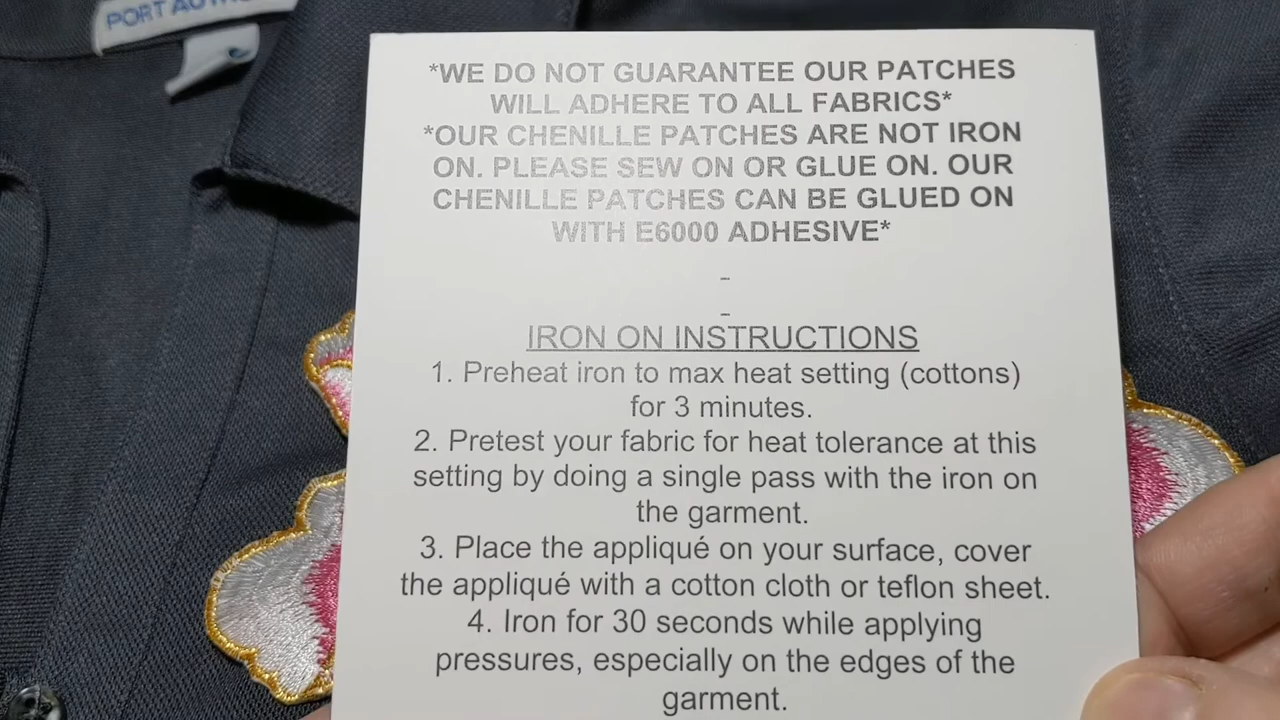 PORT
*WE DO NOT GUARANTEE OUR PATCHES
WILL ADHERE TO ALL FABRICS*
*OUR CHENILLE PATCHES ARE NOT IRON
ON. PLEASE SEW ON OR GLUE ON. OUR
CHENILLE PATCHES CAN BE GLUED ON
WITH E6000 ADHESIVE*
-
-
IRON ON INSTRUCTIONS
1. Preheat iron to max heat setting (cottons)
for 3 minutes.
2. Pretest your fabric for heat tolerance at this
setting by doing a single pass with the iron on
the garment.
3. Place the appliqué on your surface, cover
the appliqué with a cotton cloth or teflon sheet.
4. Iron for 30 seconds while applying
pressures, especially on the edges of the
garment.